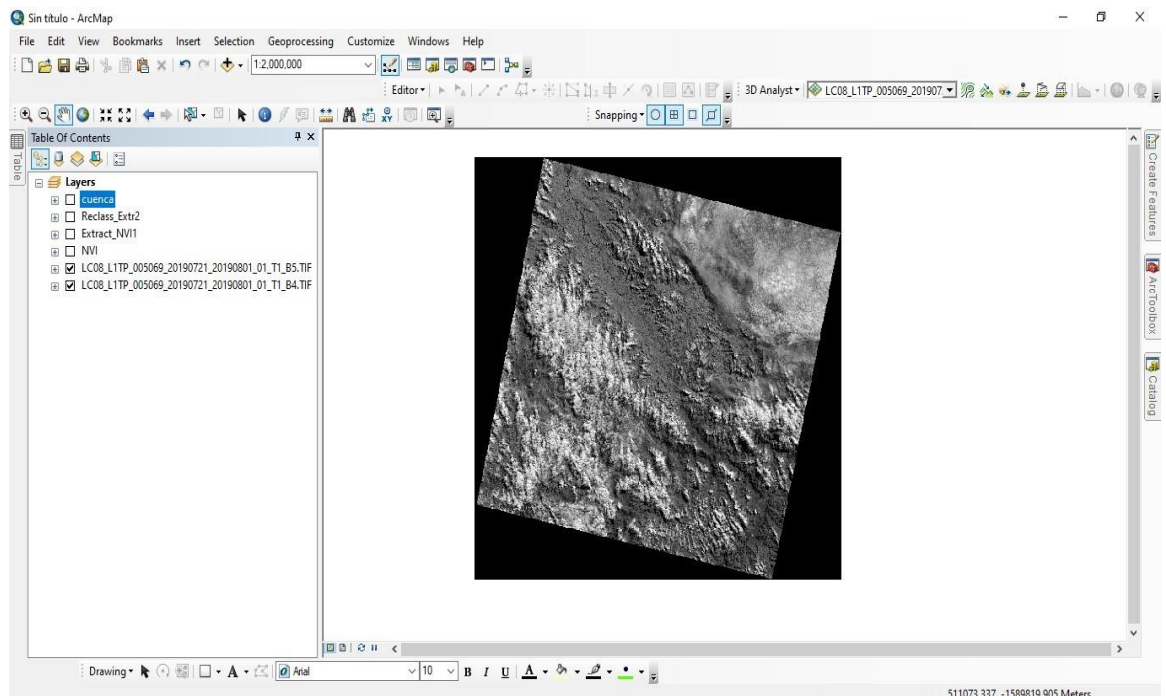 Sin título - ArcMap
File Edit View Bookmarks Insert Selection Geoprocessing Customize Windows Help
1:2,000,000
Editor 3D Analyst LC08_L1TP_005069_201907
Snapping
Table Of Contents
Table
Layers
cuenca
Reclass_Extr2
Extract_NVI1
NVI
LC08_L1TP_005069_20190721_20190801_01_T1_B5.TIF
LC08_L1TP_005069_20190721_20190801_01_T1_B4.TIF
Create Features
ArcToolbox
Catalog
Drawing A Arial 10 B I U A
511073.337 -1589819.905 Meters